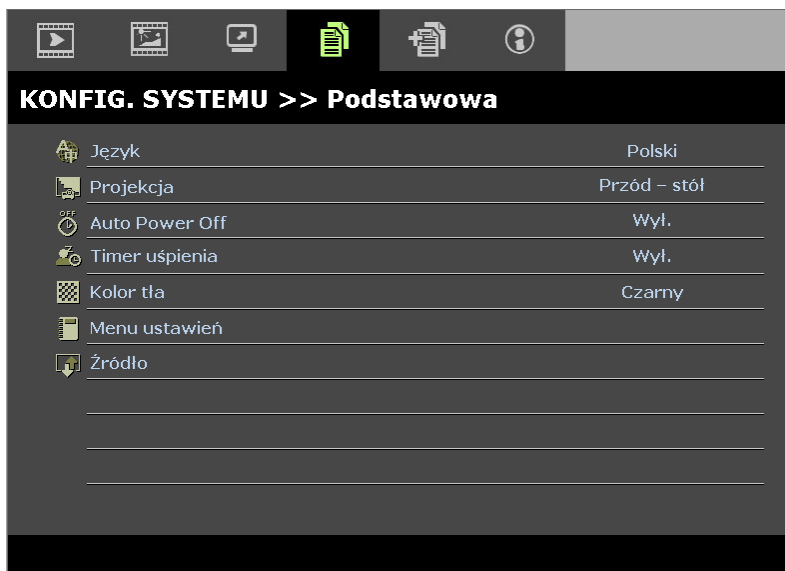 KONFIG. SYSTEMU >> Podstawowa
Język Polski
Projekcja Przód – stół
OFF Auto Power Off Wył.
Timer uśpienia Wył.
Kolor tła Czarny
Menu ustawień
Źródło